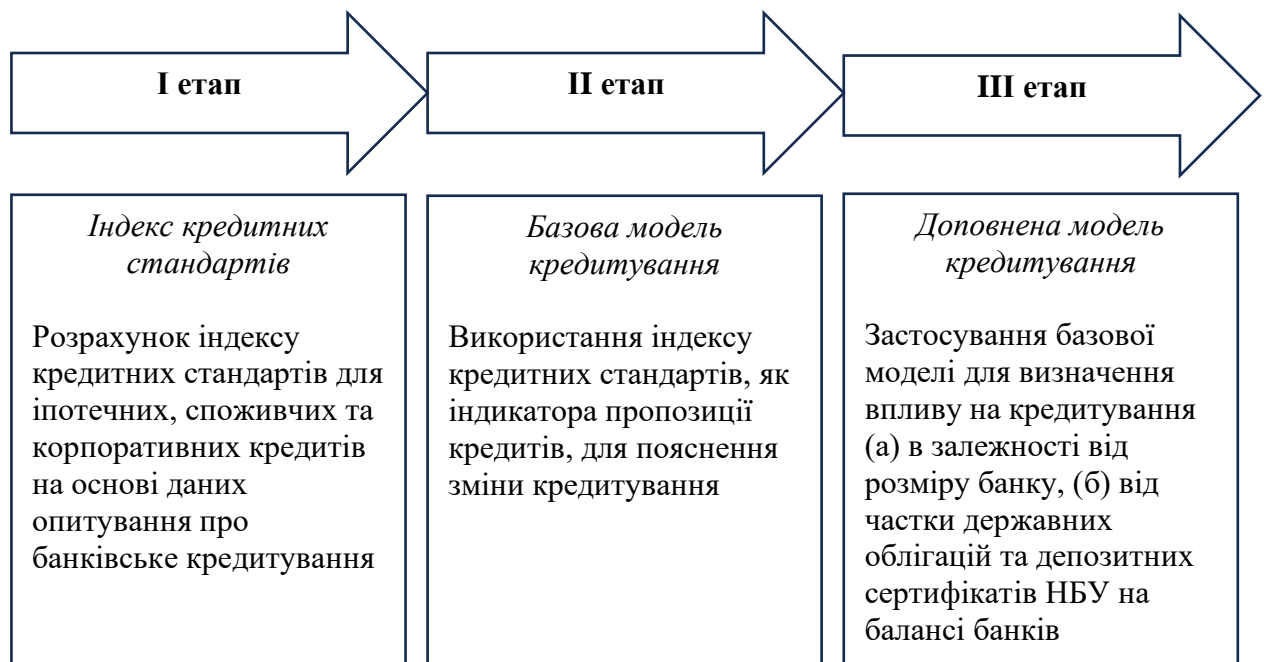 І етап
ІІ етап
ІІІ етап
Індекс кредитних
стандартів
Розрахунок індексу
кредитних стандартів для
іпотечних, споживчих та
корпоративних кредитів
на основі даних
опитування про
банківське кредитування
Базова модель
кредитування
Використання індексу
кредитних стандартів, як
індикатора пропозиції
кредитів, для пояснення
зміни кредитування
Доповнена модель
кредитування
Застосування базової
моделі для визначення
впливу на кредитування
(а) в залежності від
розміру банку, (б) від
частки державних
облігацій та депозитних
сертифікатів НБУ на
балансі банків